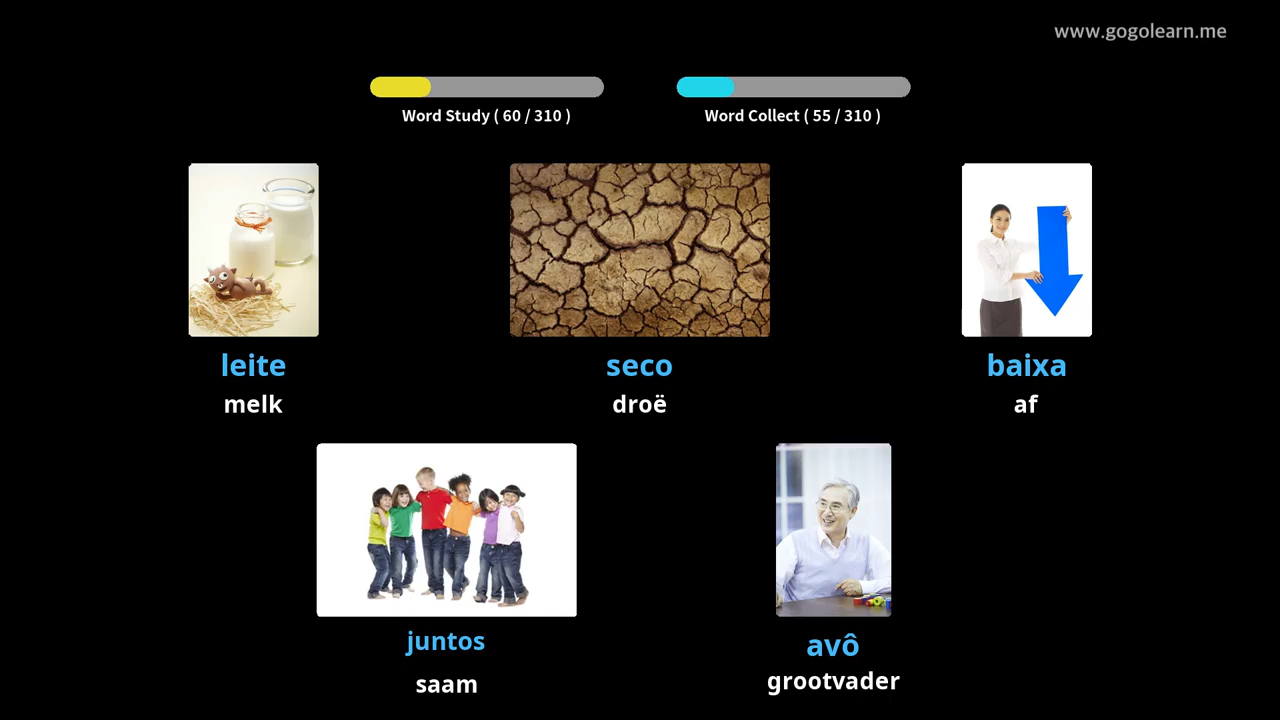 www.gogolearn.me
Word Study ( 60 / 310 )
Word Collect ( 55 / 310 )
leite
melk
seco
droë
baixa
af
juntos
saam
avô
grootvader